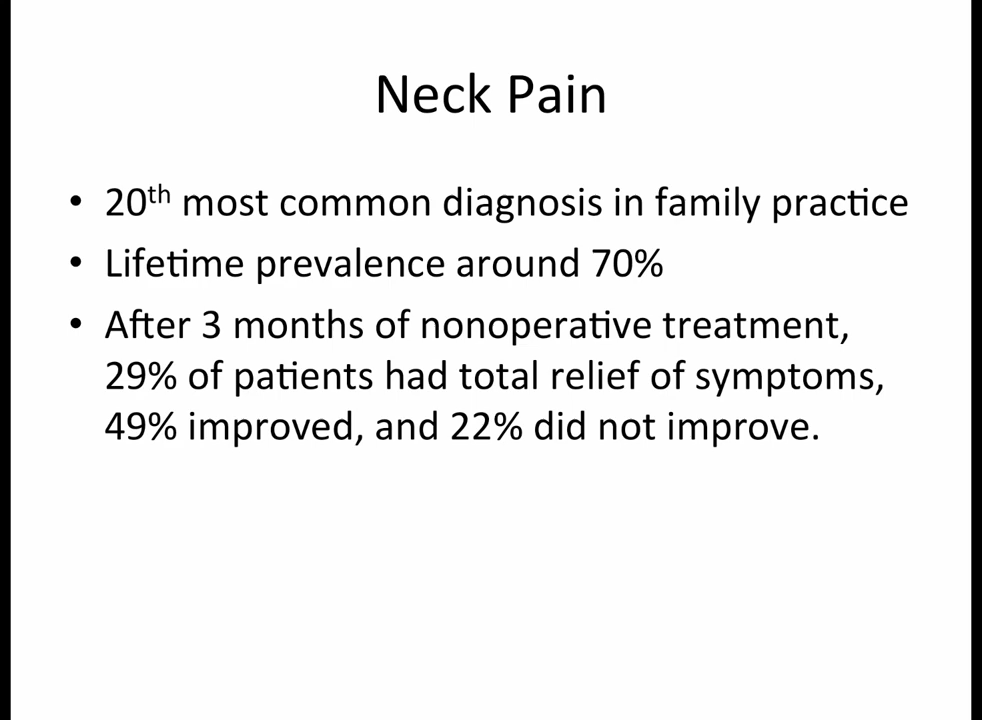 Neck Pain
• 20th most common diagnosis in family practice
• Lifetime prevalence around 70%
• After 3 months of nonoperative treatment,
29% of patients had total relief of symptoms,
49% improved, and 22% did not improve.